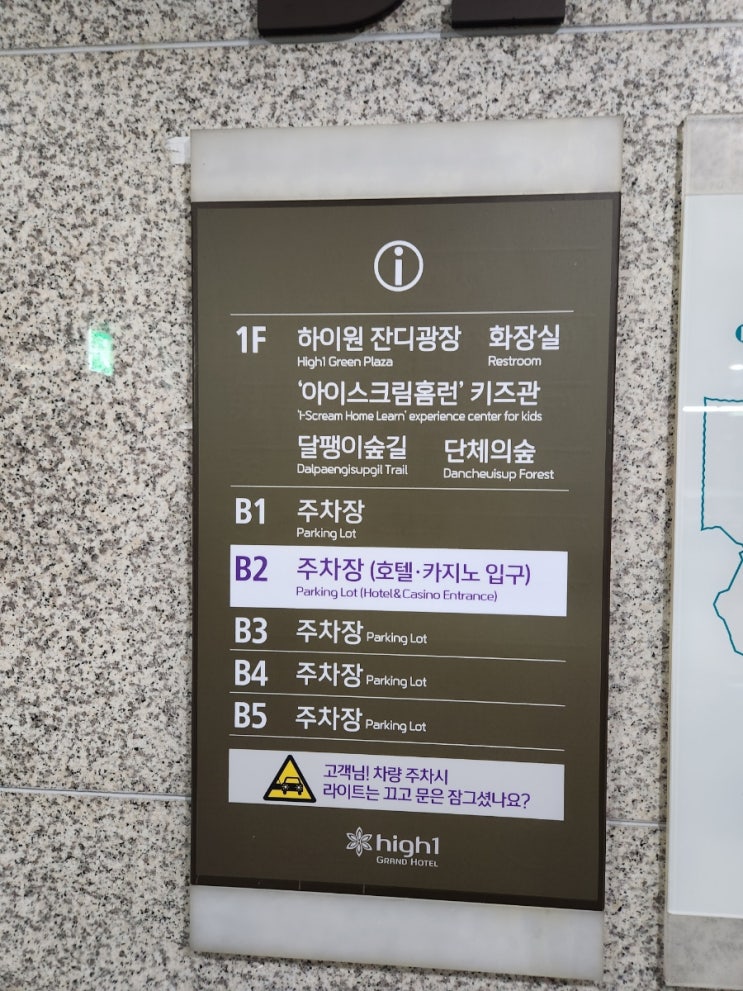 i
1F 하이원 잔디광장 화장실
High1 Green Plaza Restroom
'아이스크림홈런' 키즈관
'I-Scream Home Learn' experience center for kids
달팽이숲길 단체의숲
Dalpaengisupgil Trail Dancheuisup Forest
B1 주차장
Parking Lot
B2 주차장 (호텔·카지노 입구)
Parking Lot (Hotel&Casino Entrance)
B3 주차장 Parking Lot
B4 주차장 Parking Lot
B5 주차장 Parking Lot
고객님! 차량 주차시
라이트는 끄고 문은 잠그셨나요?
high1
GRAND HOTEL